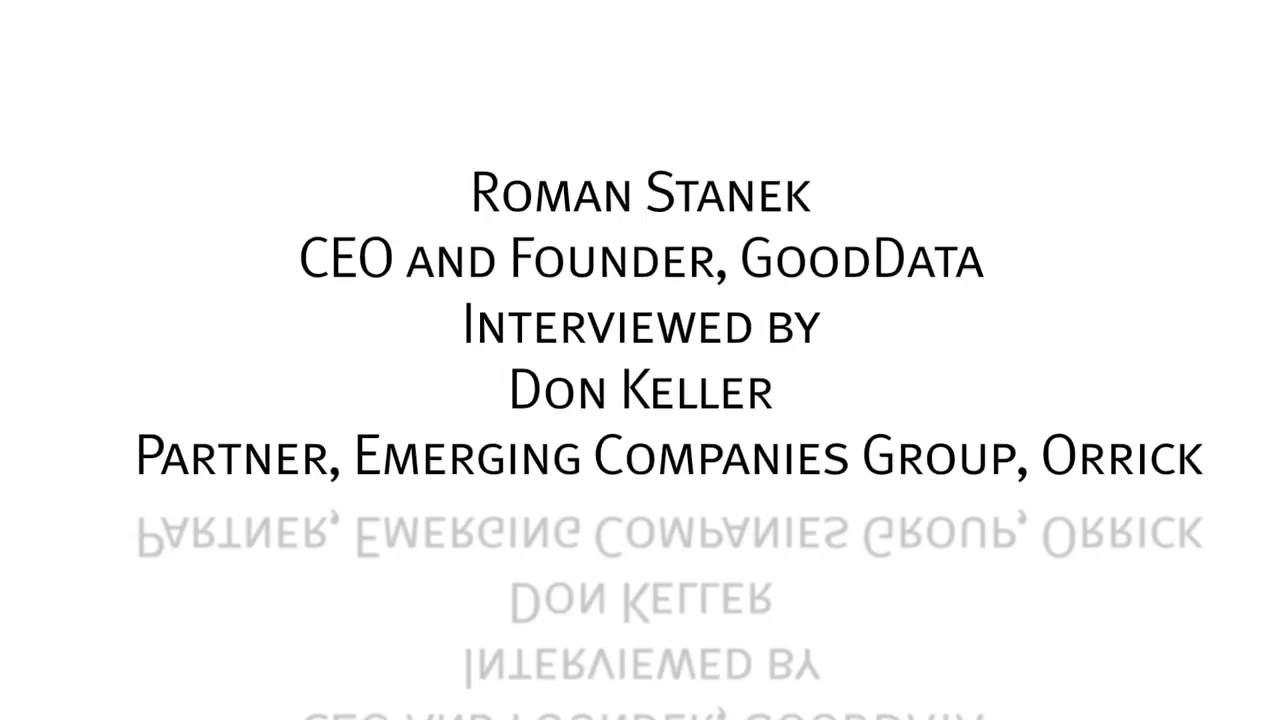 Roman Stanek
CEO and Founder, GoodData
Interviewed by
Don Keller
Partner, Emerging Companies Group, Orrick